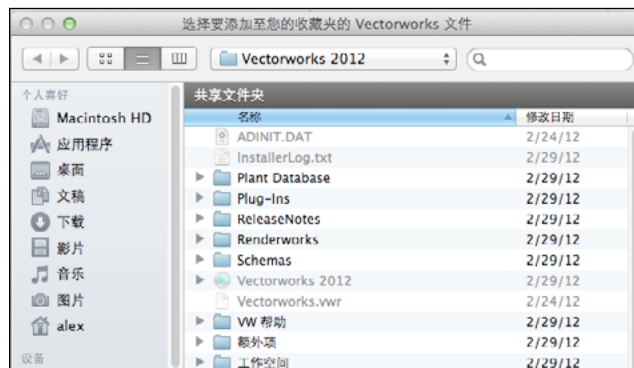 选择要添加至您的收藏夹的 Vectorworks 文件
Vectorworks 2012
个人喜好
Macintosh HD
应用程序
桌面
文稿
下载
影片
音乐
图片
alex
设备
共享文件夹
名称 修改日期
ADINIT.DAT 2/24/12
InstallerLog.txt 2/29/12
Plant Database 2/29/12
Plug-Ins 2/29/12
ReleaseNotes 2/29/12
Renderworks 2/29/12
Schemas 2/29/12
Vectorworks 2012 2/29/12
Vectorworks.vwr 2/24/12
VW 帮助 2/29/12
额外项 2/29/12
工作空间 2/29/12